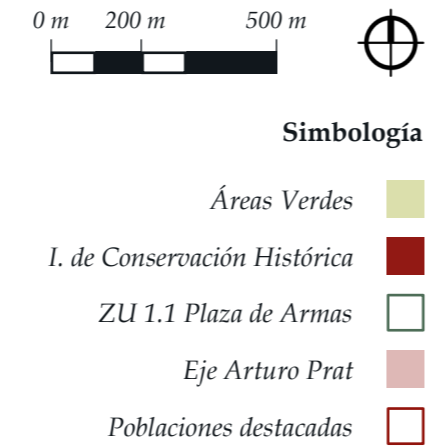 0 m 200 m 500 m
Simbología
Áreas Verdes
I. de Conservación Histórica
ZU 1.1 Plaza de Armas
Eje Arturo Prat
Poblaciones destacadas